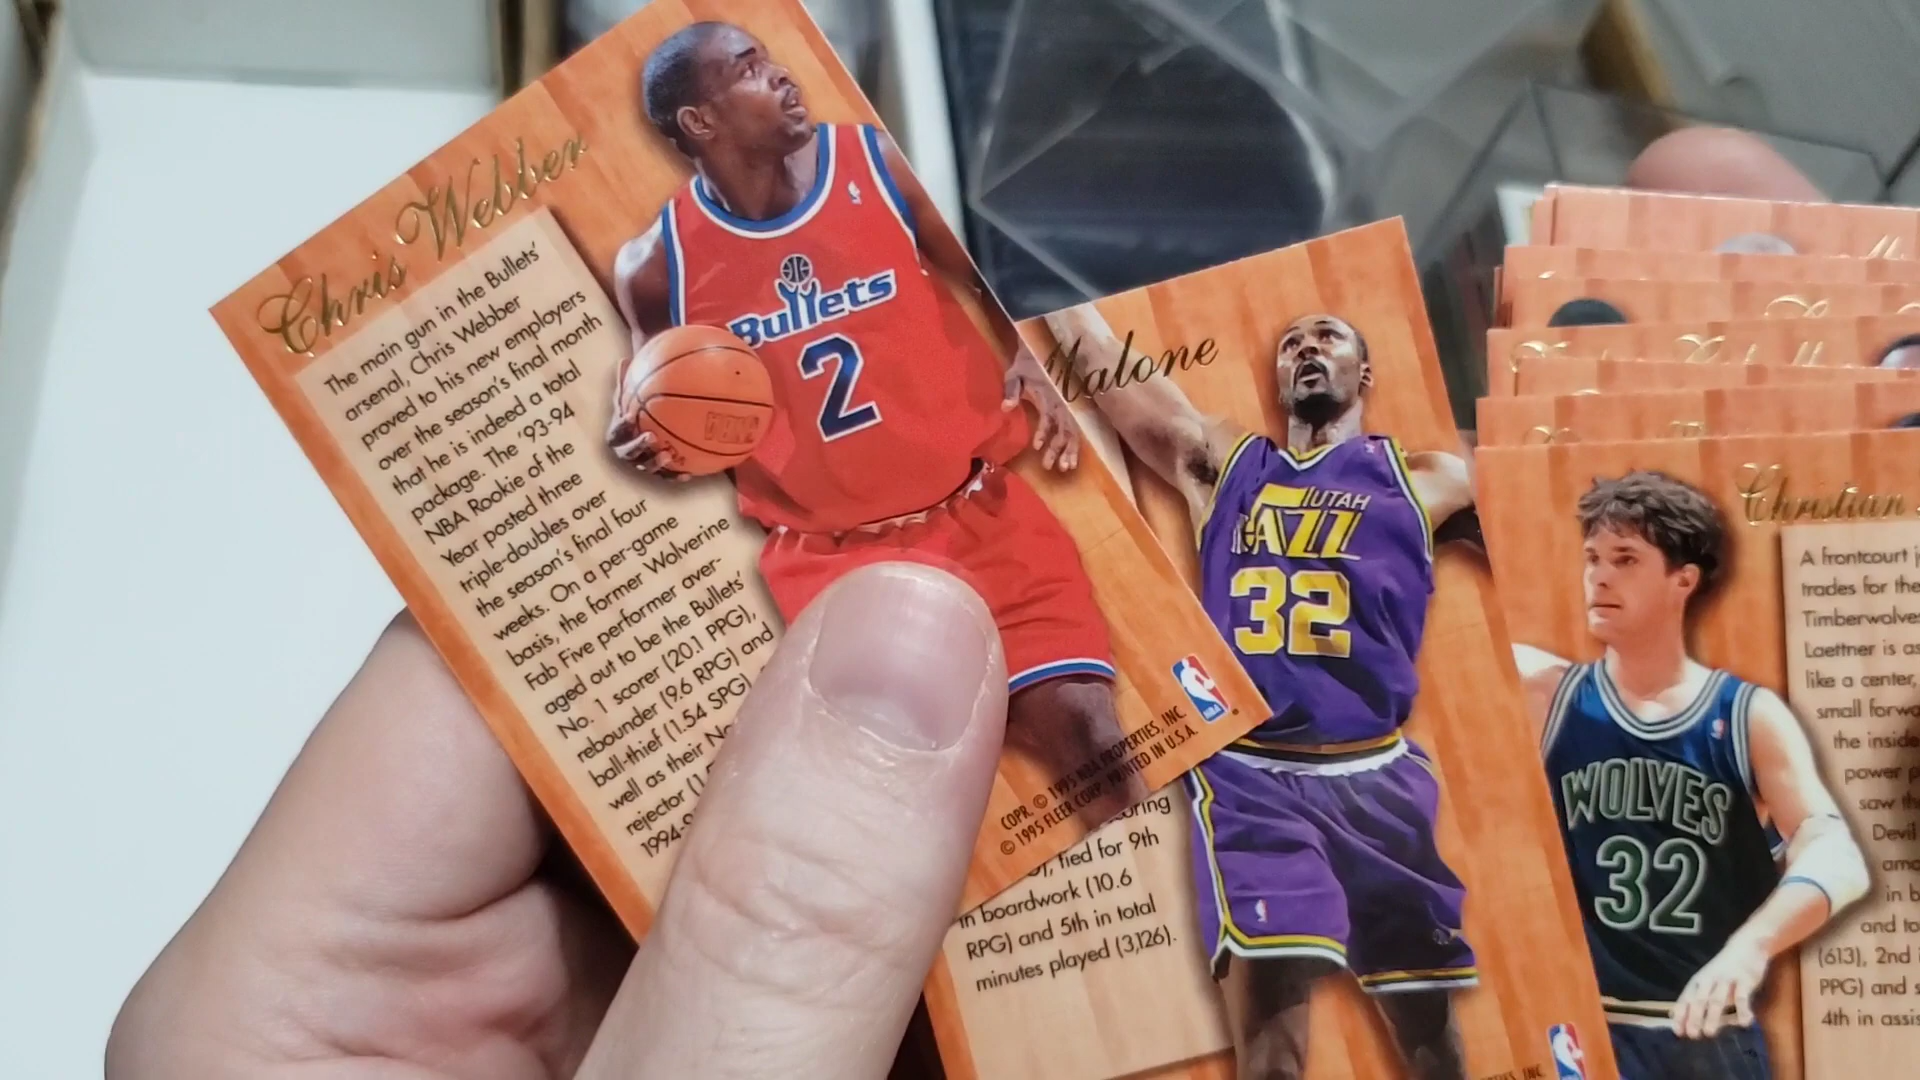 Chris Webber
The main gun in the Bullets'
arsenal, Chris Webber
proved to his new employers
over the season's final month
that he is indeed a total
package. The '93-94
NBA Rookie of the
Year posted three
triple-doubles over
the season's final four
weeks. On a per-game
basis, the former Wolverine
Fab Five performer aver-
aged out to be the Bullets'
No. 1 scorer (20.1 PPG),
rebounder (9.6 RPG) and
ball-thief (1.54 SPG)
well as their
rejector
Bullets
2
NBA
COPR. © 1995 NBA PROPERTIES, INC.
© 1995 FLEER CORP. PRINTED IN U.S.A.
Malone
UTAH
JAZZ
32
tied for 9th
in boardwork (10.6
RPG) and 5th in total
minutes played (3,126).
INC.
Christian
A frontcourt
trades for the
Timberwolves
Laettner is as
like a center,
small
the inside
power
saw
Devil
in
and
(613), 2nd
PPG) and
4th in
WOLVES
32